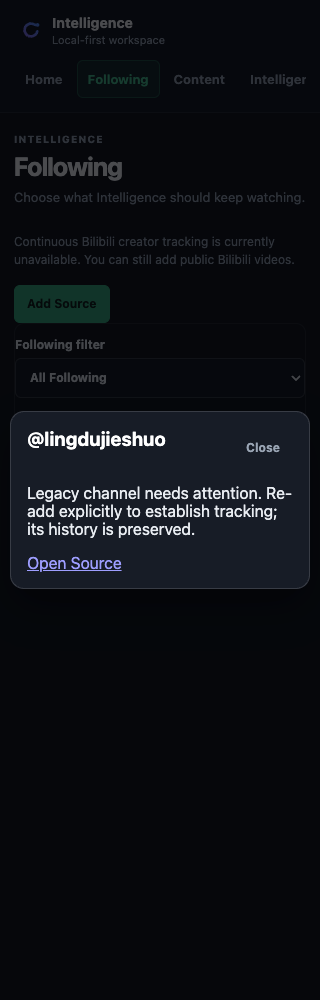 Intelligence
Local-first workspace
Home Following Content Intelliger
INTELLIGENCE
Following
Choose what Intelligence should keep watching.
Continuous Bilibili creator tracking is currently
unavailable. You can still add public Bilibili videos.
Add Source
Following filter
All Following
@lingdujieshuo
Close
Legacy channel needs attention. Re-
add explicitly to establish tracking;
its history is preserved.
Open Source